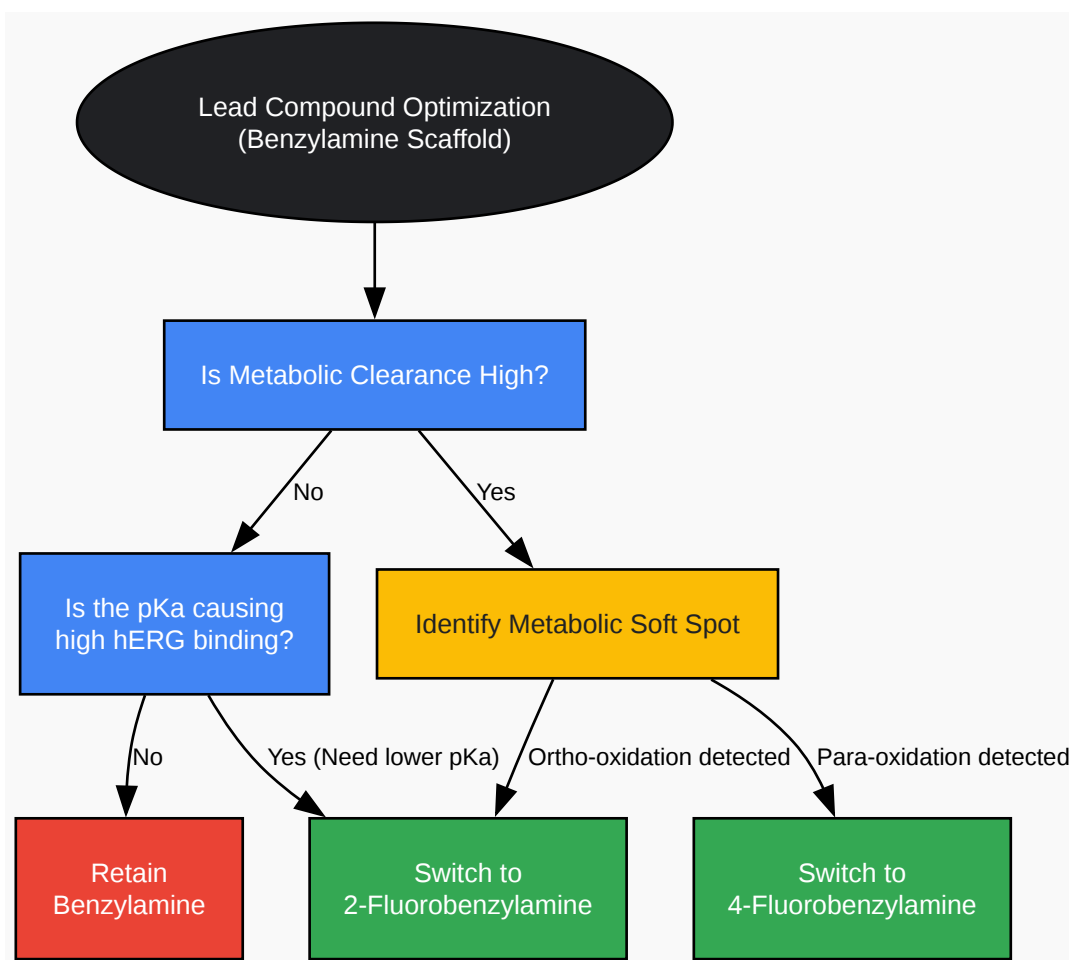 Lead Compound Optimization
(Benzylamine Scaffold)
Is Metabolic Clearance High?
No
Yes
Is the pKa causing
high hERG binding?
Identify Metabolic Soft Spot
No
Yes (Need lower pKa)
Ortho-oxidation detected
Para-oxidation detected
Retain
Benzylamine
Switch to
2-Fluorobenzylamine
Switch to
4-Fluorobenzylamine